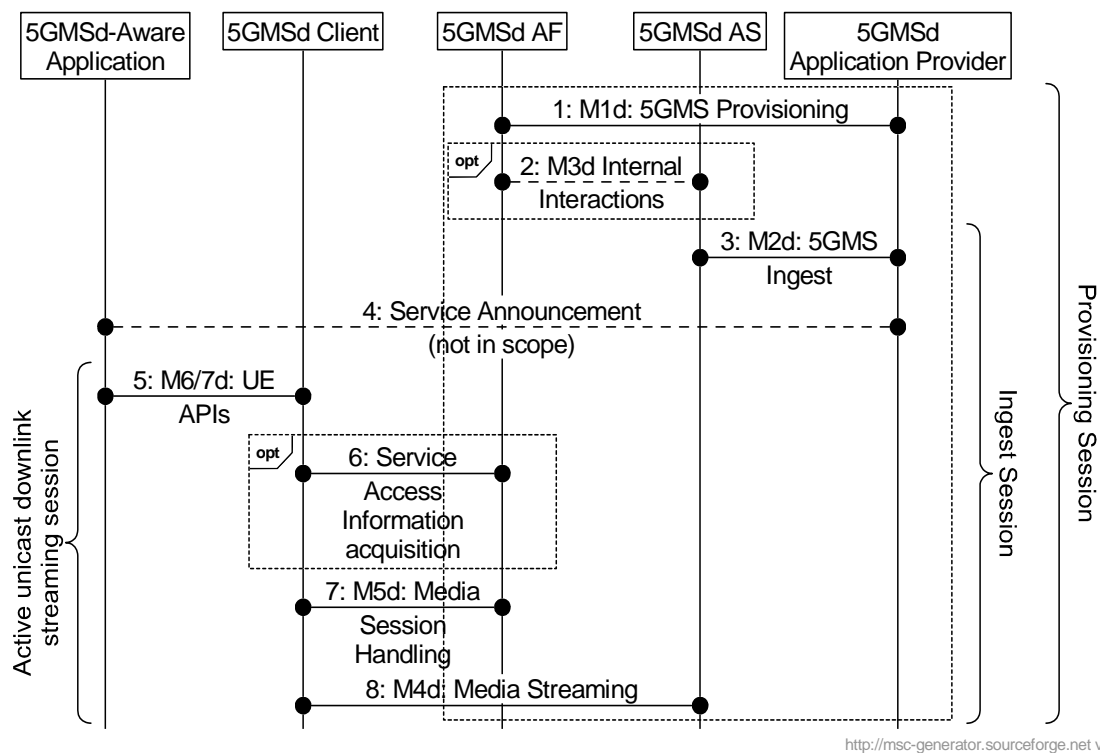 5GMSd-Aware
Application
5GMSd Client
5GMSd AF
5GMSd AS
5GMSd
Application Provider
1: M1d: 5GMS Provisioning
opt
2: M3d Internal
Interactions
3: M2d: 5GMS
Ingest
4: Service Announcement
(not in scope)
5: M6/7d: UE
APIs
opt
6: Service
Access
Information
acquisition
7: M5d: Media
Session
Handling
8: M4d: Media Streaming
Active unicast downlink
streaming session
Ingest Session
Provisioning Session
http://msc-generator.sourceforge.net v